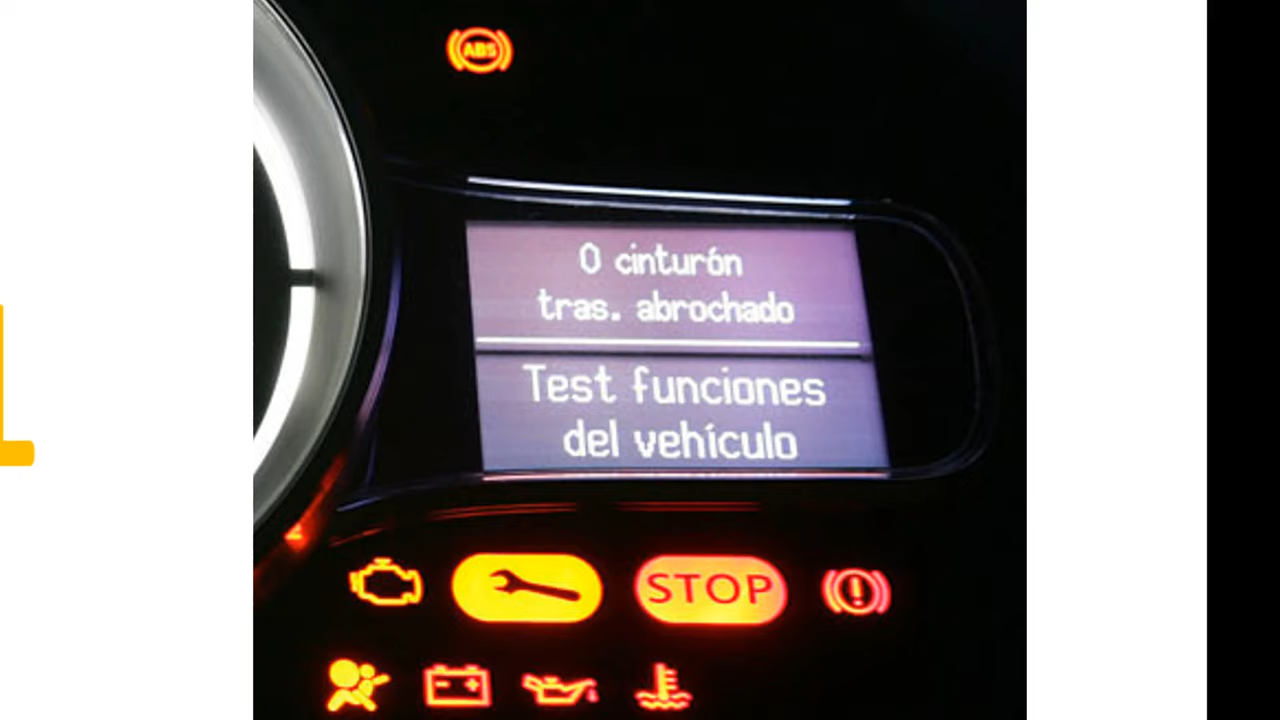 ABS
0 cinturón
tras. abrochado
Test funciones
del vehículo
STOP